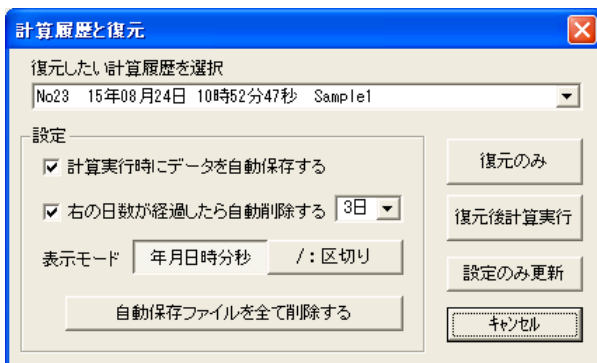 計算履歴と復元
復元したい計算履歴を選択
No23 15年08月24日 10時52分47秒 Sample1
設定
計算実行時にデータを自動保存する
右の日数が経過したら自動削除する 3日
表示モード 年月日時分秒 /:区切り
自動保存ファイルを全て削除する
復元のみ
復元後計算実行
設定のみ更新
キャンセル